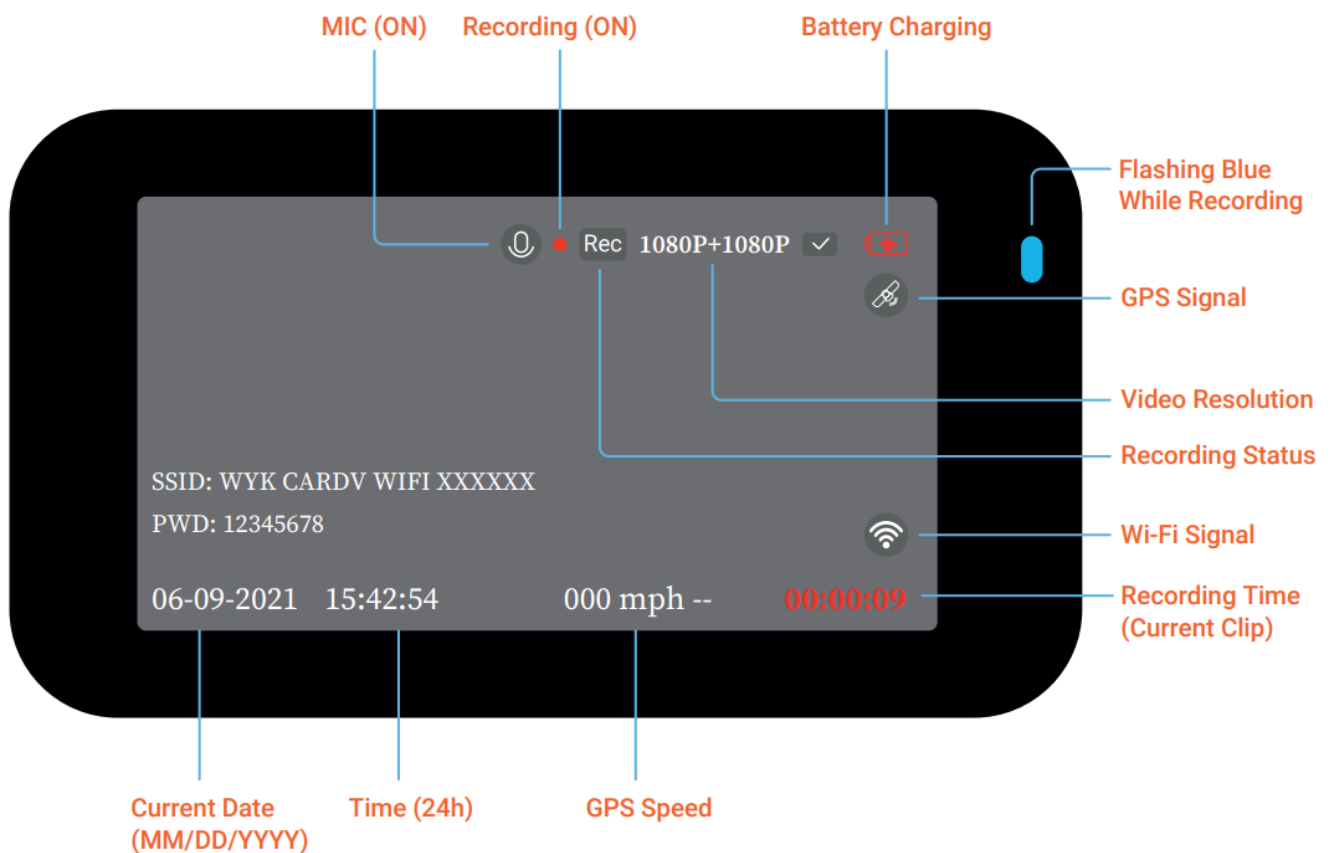 MIC (ON)
Recording (ON)
Battery Charging
Flashing Blue
While Recording
Rec
1080P+1080P
GPS Signal
Video Resolution
Recording Status
SSID: WYK CARDV WIFI XXXXXX
PWD: 12345678
Wi-Fi Signal
06-09-2021 15:42:54 000 mph -- 00:00:09
Recording Time
(Current Clip)
Current Date
(MM/DD/YYYY)
Time (24h)
GPS Speed